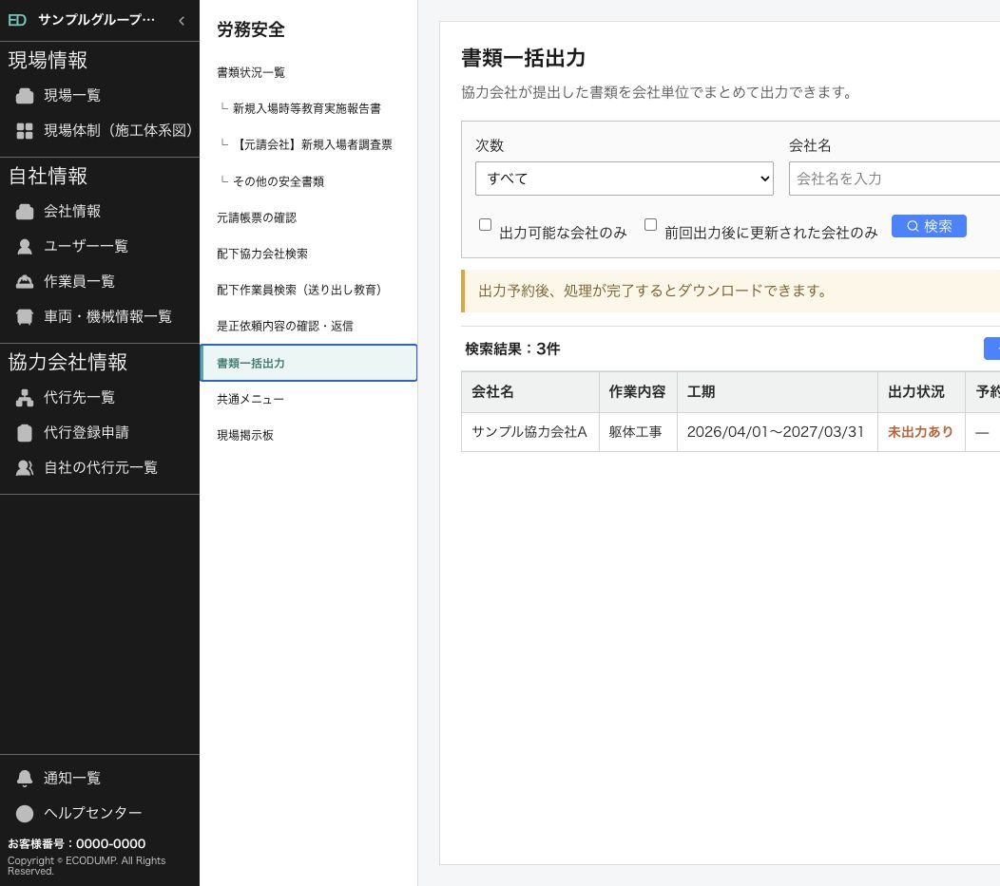 ED サンプルグループ…
現場情報
現場一覧
現場体制（施工体系図）
自社情報
会社情報
ユーザー一覧
作業員一覧
車両・機械情報一覧
協力会社情報
代行先一覧
代行登録申請
自社の代行元一覧
通知一覧
ヘルプセンター
お客様番号：0000-0000
Copyright © ECODUMP. All Rights
Reserved.
労務安全
書類状況一覧
└ 新規入場時等教育実施報告書
└ 【元請会社】新規入場者調査票
└ その他の安全書類
元請帳票の確認
配下協力会社検索
配下作業員検索（送り出し教育）
是正依頼内容の確認・返信
書類一括出力
共通メニュー
現場掲示板
書類一括出力
協力会社が提出した書類を会社単位でまとめて出力できます。
次数 会社名
すべて 会社名を入力
出力可能な会社のみ 前回出力後に更新された会社のみ 検索
出力予約後、処理が完了するとダウンロードできます。
検索結果：3件
会社名 作業内容 工期 出力状況 予約
サンプル協力会社A 躯体工事 2026/04/01〜2027/03/31 未出力あり —